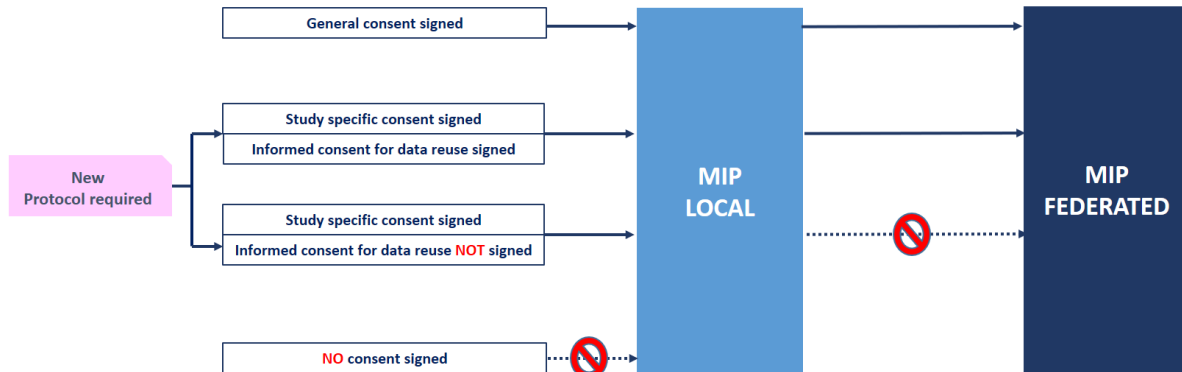 General consent signed
Study specific consent signed
Informed consent for data reuse signed
New
Protocol required
Study specific consent signed
Informed consent for data reuse NOT signed
NO consent signed
MIP
LOCAL
MIP
FEDERATED